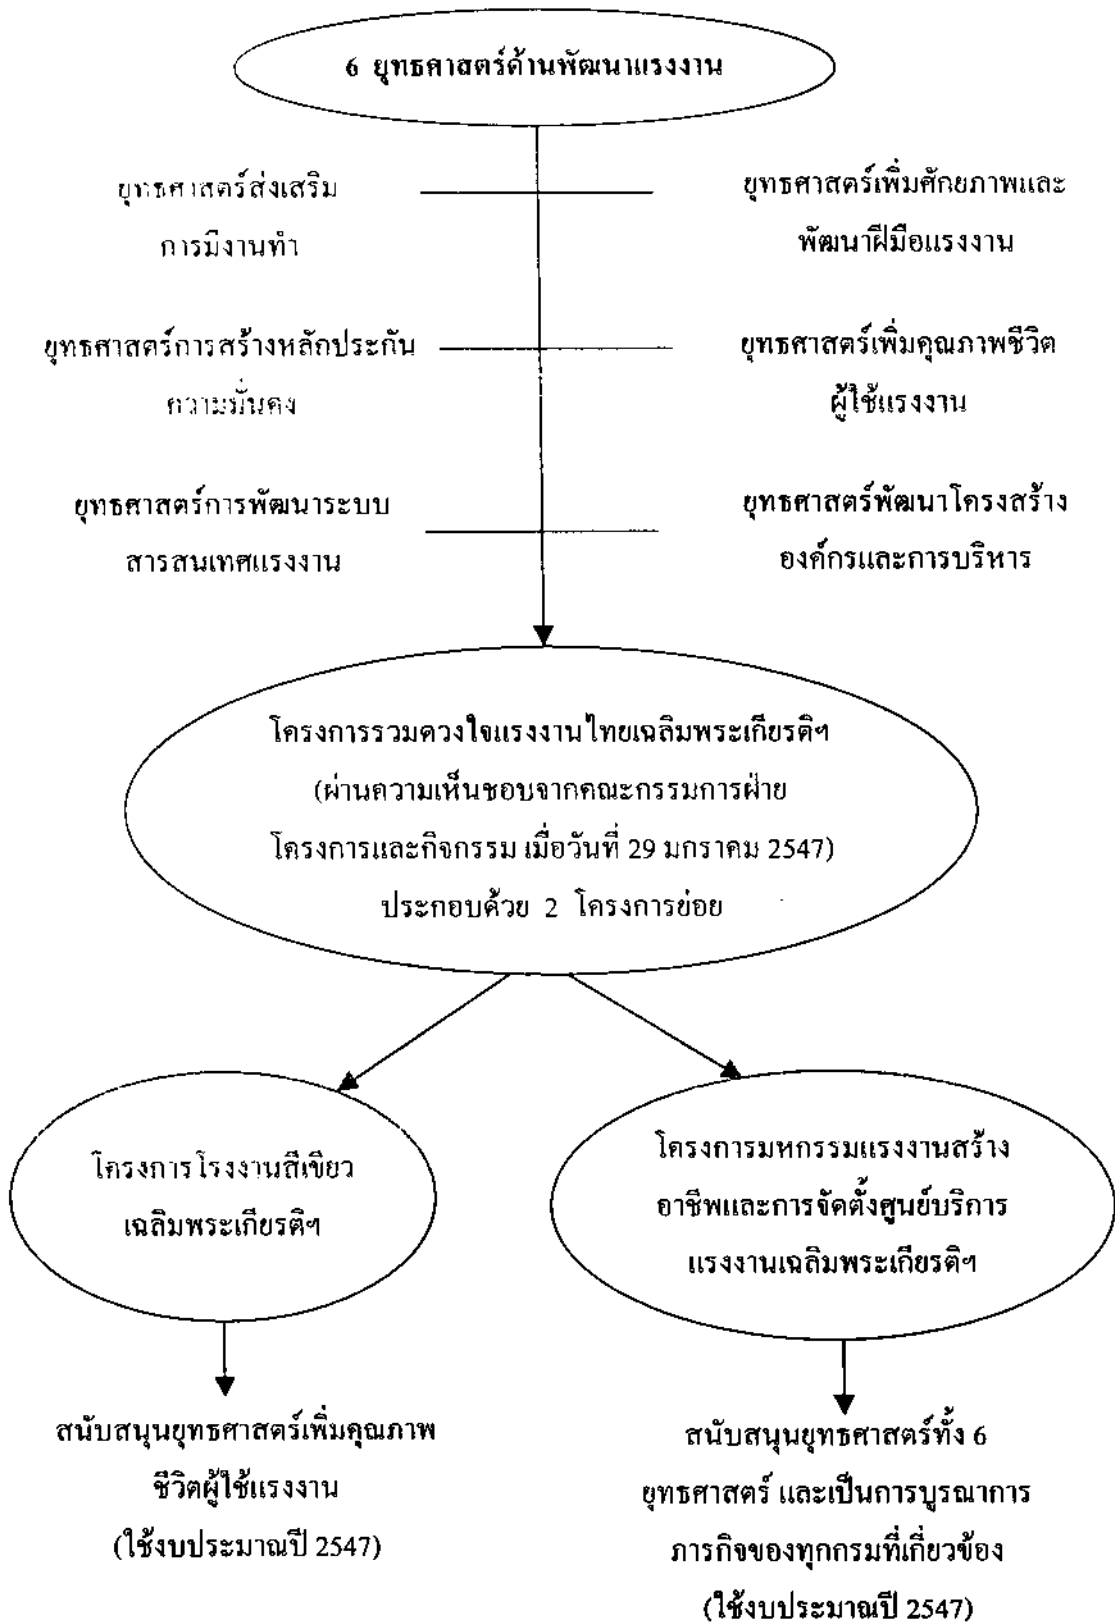 6 ยุทธศาสตร์ด้านพัฒนาแรงงาน
ยุทธศาสตร์ส่งเสริม
การมีงานทำ
ยุทธศาสตร์เพิ่มศักยภาพและ
พัฒนาฝีมือแรงงาน
ยุทธศาสตร์การสร้างหลักประกัน
ความมั่นคง
ยุทธศาสตร์เพิ่มคุณภาพชีวิต
ผู้ใช้แรงงาน
ยุทธศาสตร์การพัฒนาระบบ
สารสนเทศแรงงาน
ยุทธศาสตร์พัฒนาโครงสร้าง
องค์กรและการบริหาร
โครงการรวมดวงใจแรงงานไทยเฉลิมพระเกียรติฯ
(ผ่านความเห็นชอบจากคณะกรรมการฝ่าย
โครงการและกิจกรรม เมื่อวันที่ 29 มกราคม 2547)
ประกอบด้วย 2 โครงการย่อย
โครงการโรงงานสีเขียว
เฉลิมพระเกียรติฯ
โครงการมหกรรมแรงงานสร้าง
อาชีพและการจัดตั้งศูนย์บริการ
แรงงานเฉลิมพระเกียรติฯ
สนับสนุนยุทธศาสตร์เพิ่มคุณภาพ
ชีวิตผู้ใช้แรงงาน
(ใช้งบประมาณปี 2547)
สนับสนุนยุทธศาสตร์ทั้ง 6
ยุทธศาสตร์ และเป็นการบูรณาการ
ภารกิจของทุกกรมที่เกี่ยวข้อง
(ใช้งบประมาณปี 2547)